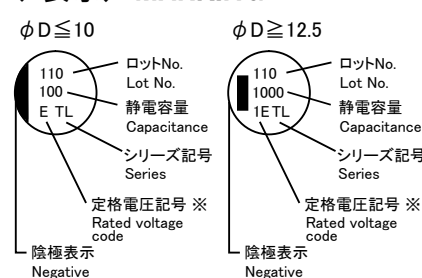 φD≦10
110
100
E TL
ロットNo.
Lot No.
静電容量
Capacitance
シリーズ記号
Series
定格電圧記号 ※
Rated voltage
code
陰極表示
Negative
φD≧12.5
110
1000
1E TL
ロットNo.
Lot No.
静電容量
Capacitance
シリーズ記号
Series
定格電圧記号 ※
Rated voltage
code
陰極表示
Negative